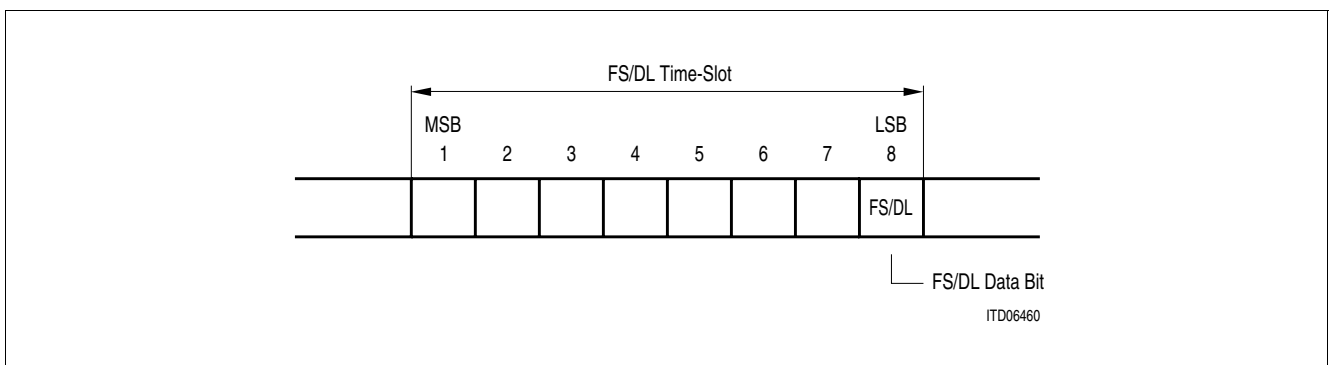 FS/DL Time-Slot
MSB LSB
1 2 3 4 5 6 7 8
FS/DL
FS/DL Data Bit
ITD06460